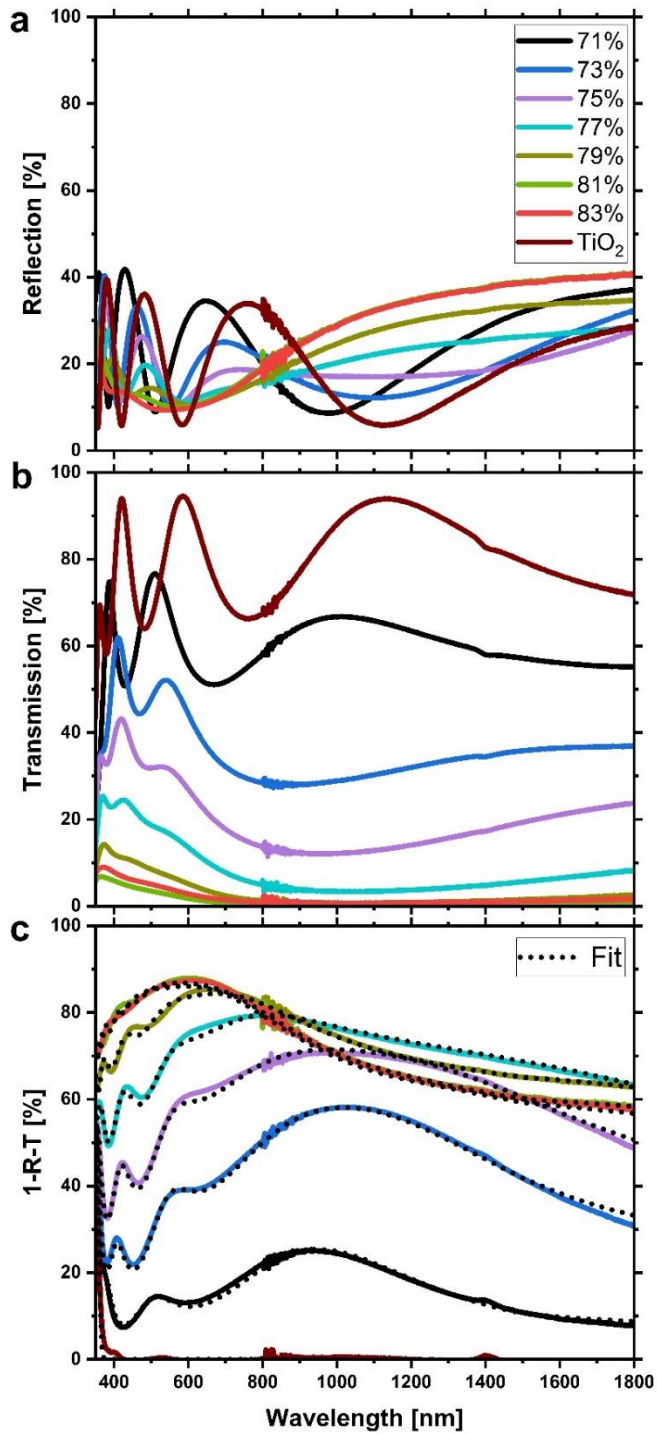 a
100
80
60
40
20
0
Reflection [%]
71%
73%
75%
77%
79%
81%
83%
TiO₂
b
100
80
60
40
20
0
Transmission [%]
c
100
80
60
40
20
0
1-R-T [%]
Fit
400 600 800 1000 1200 1400 1600 1800
Wavelength [nm]